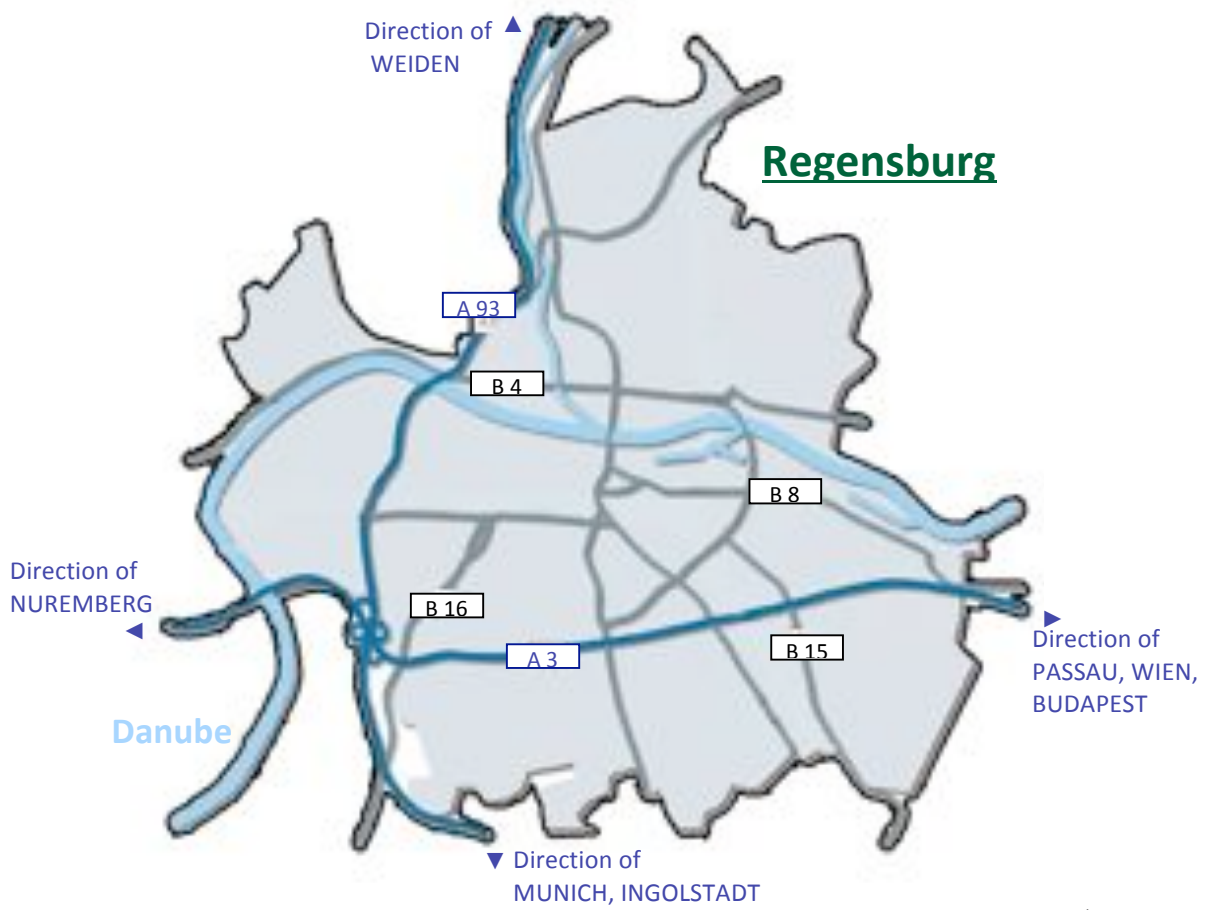 Direction of ▲
WEIDEN
Regensburg
A 93
B 4
B 8
Direction of
NUREMBERG
◄
B 16
A 3
B 15
►
Direction of
PASSAU, WIEN,
BUDAPEST
Danube
▼ Direction of
MUNICH, INGOLSTADT